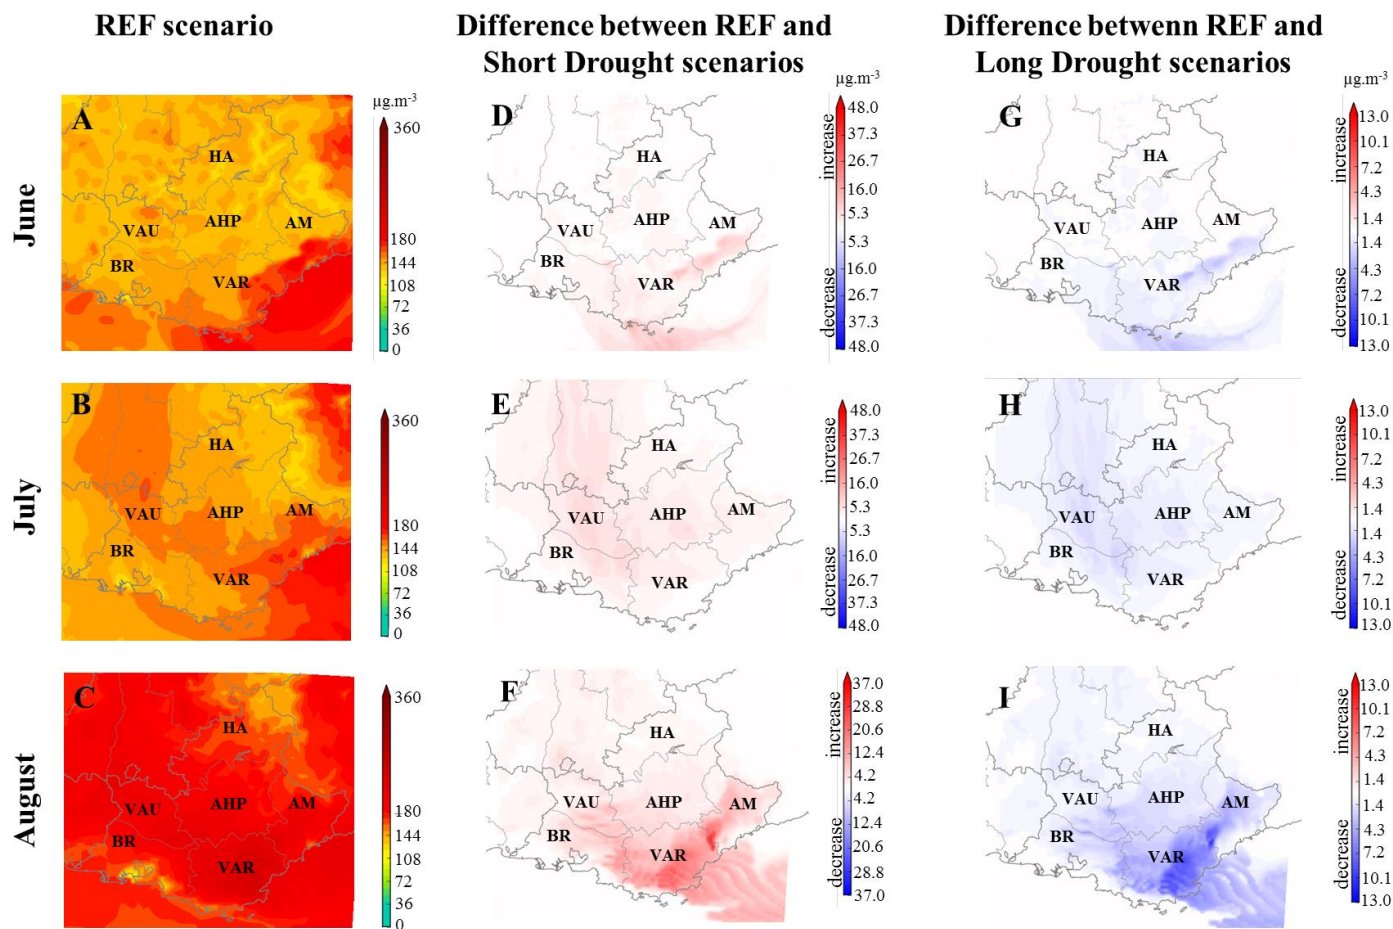 REF scenario
Difference between REF and
Short Drought scenarios
Difference betwenn REF and
Long Drought scenarios
June
A
HA
AHP
AM
VAU
BR
VAR
µg.m-3
360
180
144
108
72
36
0
D
HA
AHP
AM
VAU
BR
VAR
µg.m-3
increase
decrease
48.0
37.3
26.7
16.0
5.3
5.3
16.0
26.7
37.3
48.0
G
HA
AHP
AM
VAU
BR
VAR
µg.m-3
increase
decrease
13.0
10.1
7.2
4.3
1.4
1.4
4.3
7.2
10.1
13.0
July
B
HA
VAU
AHP
AM
BR
VAR
360
180
144
108
72
36
0
E
HA
VAU
AHP
AM
BR
VAR
increase
decrease
48.0
37.3
26.7
16.0
5.3
5.3
16.0
26.7
37.3
48.0
H
HA
VAU
AHP
AM
BR
VAR
increase
decrease
13.0
10.1
7.2
4.3
1.4
1.4
4.3
7.2
10.1
13.0
August
C
HA
VAU
AHP
AM
BR
VAR
360
180
144
108
72
36
0
F
HA
VAU
AHP
AM
BR
VAR
increase
decrease
37.0
28.8
20.6
12.4
4.2
4.2
12.4
20.6
28.8
37.0
I
HA
VAU
AHP
AM
BR
VAR
increase
decrease
13.0
10.1
7.2
4.3
1.4
1.4
4.3
7.2
10.1
13.0